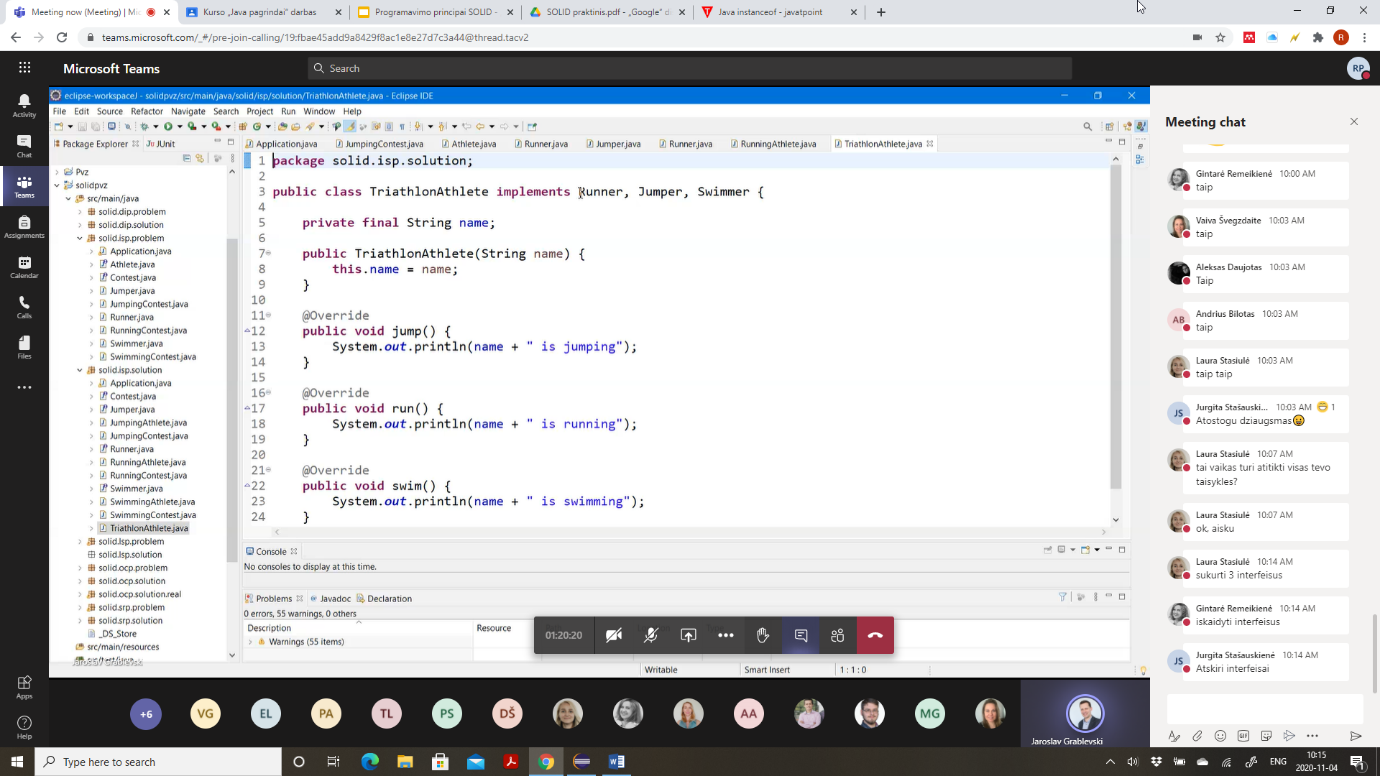 Meeting now (Meeting) | Mi
Kurso „Java pagrindai" darbas
Programavimo principai SOLID -
SOLID praktinis.pdf - „Google" d
Java instanceof - javatpoint
teams.microsoft.com/_#/pre-join-calling/19:fbae45add9a8429f8ac1e8e27d7c3a44@thread.tacv2
R
Microsoft Teams
Search
RP
Activity
Chat
Teams
Assignments
Calendar
Calls
Files
Apps
Help
eclipse-workspaceJ - solidpvz/src/main/java/solid/isp/solution/TriathlonAthlete.java - Eclipse IDE
File Edit Source Refactor Navigate Search Project Run Window Help
Package Explorer
JUnit
Pvz
solidpvz
src/main/java
solid.dip.problem
solid.dip.solution
solid.isp.problem
Application.java
Athlete.java
Contest.java
Jumper.java
JumpingContest.java
Runner.java
RunningContest.java
Swimmer.java
SwimmingContest.java
solid.isp.solution
Application.java
Contest.java
Jumper.java
JumpingAthlete.java
JumpingContest.java
Runner.java
RunningAthlete.java
RunningContest.java
Swimmer.java
SwimmingAthlete.java
SwimmingContest.java
TriathlonAthlete.java
solid.lsp.problem
solid.lsp.solution
solid.ocp.problem
solid.ocp.solution
solid.ocp.solution.real
solid.srp.problem
solid.srp.solution
_DS_Store
src/main/resources
Jaroslav Grablevski
Application.java
JumpingContest.java
Athlete.java
Runner.java
Jumper.java
Runner.java
RunningAthlete.java
TriathlonAthlete.java
1 package solid.isp.solution;
2
3 public class TriathlonAthlete implements Runner, Jumper, Swimmer {
4
5 private final String name;
6
7 public TriathlonAthlete(String name) {
8 this.name = name;
9 }
10
11 @Override
12 public void jump() {
13 System.out.println(name + " is jumping");
14 }
15
16 @Override
17 public void run() {
18 System.out.println(name + " is running");
19 }
20
21 @Override
22 public void swim() {
23 System.out.println(name + " is swimming");
24 }
Console
No consoles to display at this time.
Problems
Javadoc
Declaration
0 errors, 55 warnings, 0 others
Description
Resource
Warnings (55 items)
01:20:20
Writable
Smart Insert
1 : 1 : 0
Meeting chat
Gintarė Remeikienė 10:00 AM
taip
Vaiva Švegzdaite 10:03 AM
taip
Aleksas Daujotas 10:03 AM
Taip
AB
Andrius Bilotas 10:03 AM
taip
Laura Stasiulė 10:03 AM
taip taip
JS
Jurgita Stašauski... 10:03 AM 😁 1
Atostogu dziaugsmas😀
Laura Stasiulė 10:07 AM
tai vaikas turi atitikti visas tevo
taisykles?
Laura Stasiulė 10:07 AM
ok. aisku
Laura Stasiulė 10:14 AM
sukurti 3 interfeisus
Gintarė Remeikienė 10:14 AM
iskaidyti interfeisus
JS
Jurgita Stašauskienė 10:14 AM
Atskiri interfeisai
+6
VG
EL
PA
TL
PS
DŠ
AA
MG
Jaroslav Grablevski
Type here to search
ENG
10:15
2020-11-04
1